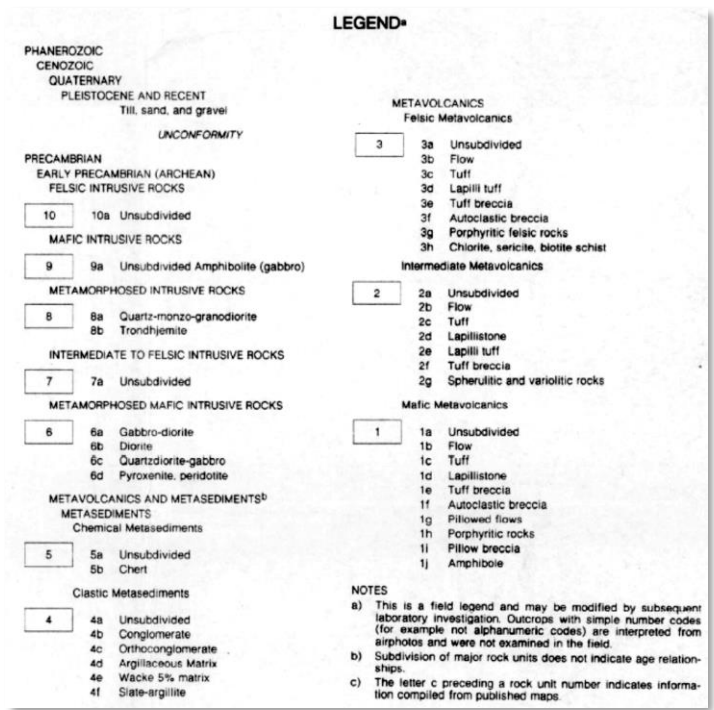 LEGENDa
PHANEROZOIC
CENOZOIC
QUATERNARY
PLEISTOCENE AND RECENT
Till, sand, and gravel
UNCONFORMITY
PRECAMBRIAN
EARLY PRECAMBRIAN (ARCHEAN)
FELSIC INTRUSIVE ROCKS
10 10a Unsubdivided
MAFIC INTRUSIVE ROCKS
9 9a Unsubdivided Amphibolite (gabbro)
METAMORPHOSED INTRUSIVE ROCKS
8 8a Quartz-monzo-granodiorite
8b Trondhjemite
INTERMEDIATE TO FELSIC INTRUSIVE ROCKS
7 7a Unsubdivided
METAMORPHOSED MAFIC INTRUSIVE ROCKS
6 6a Gabbro-diorite
6b Diorite
6c Quartzdiorite-gabbro
6d Pyroxenite, peridotite
METAVOLCANICS AND METASEDIMENTSb
METASEDIMENTS
Chemical Metasediments
5 5a Unsubdivided
5b Chert
Clastic Metasediments
4 4a Unsubdivided
4b Conglomerate
4c Orthoconglomerate
4d Argillaceous Matrix
4e Wacke 5% matrix
4f Slate-argillite
METAVOLCANICS
Felsic Metavolcanics
3 3a Unsubdivided
3b Flow
3c Tuff
3d Lapilli tuff
3e Tuff breccia
3f Autoclastic breccia
3g Porphyritic felsic rocks
3h Chlorite, sericite, biotite schist
Intermediate Metavolcanics
2 2a Unsubdivided
2b Flow
2c Tuff
2d Lapillistone
2e Lapilli tuff
2f Tuff breccia
2g Spherulitic and variolitic rocks
Mafic Metavolcanics
1 1a Unsubdivided
1b Flow
1c Tuff
1d Lapillistone
1e Tuff breccia
1f Autoclastic breccia
1g Pillowed flows
1h Porphyritic rocks
1i Pillow breccia
1j Amphibole
NOTES
a) This is a field legend and may be modified by subsequent
laboratory investigation. Outcrops with simple number codes
(for example not alphanumeric codes) are interpreted from
airphotos and were not examined in the field.
b) Subdivision of major rock units does not indicate age relation-
ships.
c) The letter c preceding a rock unit number indicates informa-
tion compiled from published maps.